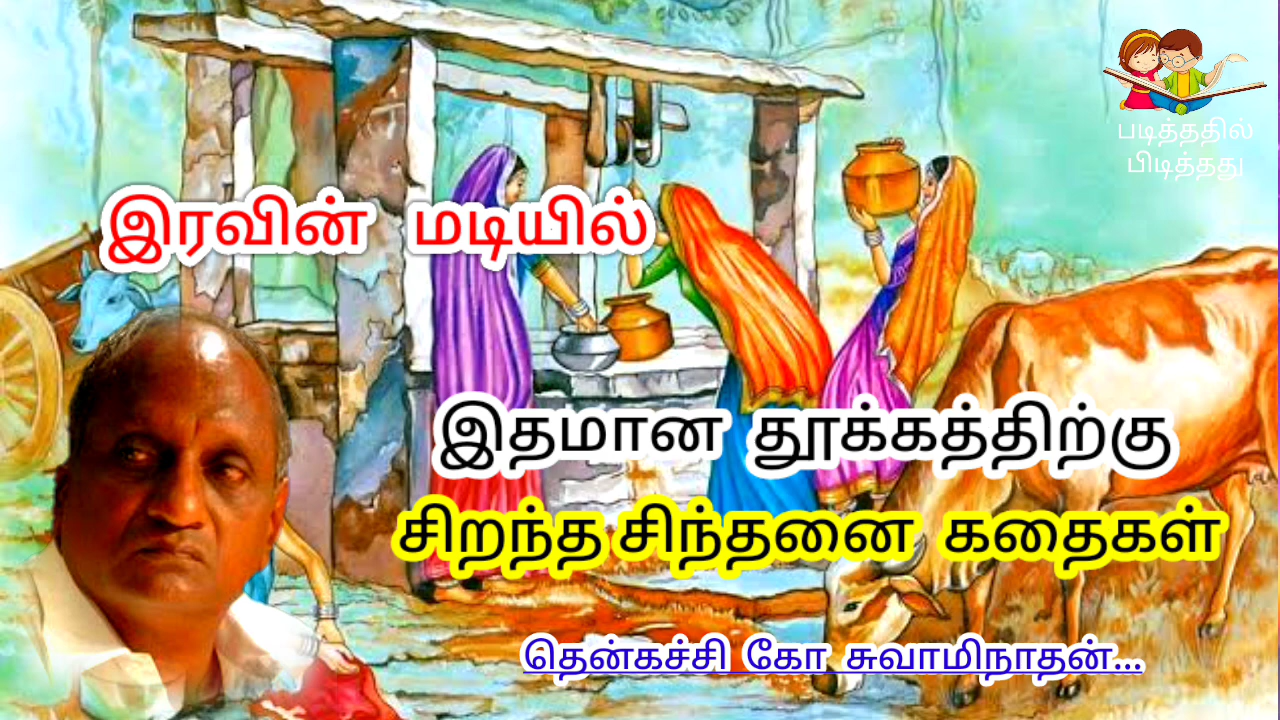 படித்ததில்
பிடித்தது
இரவின் மடியில்
இதமான தூக்கத்திற்கு
சிறந்த சிந்தனை கதைகள்
தென்கச்சி கோ சுவாமிநாதன்...